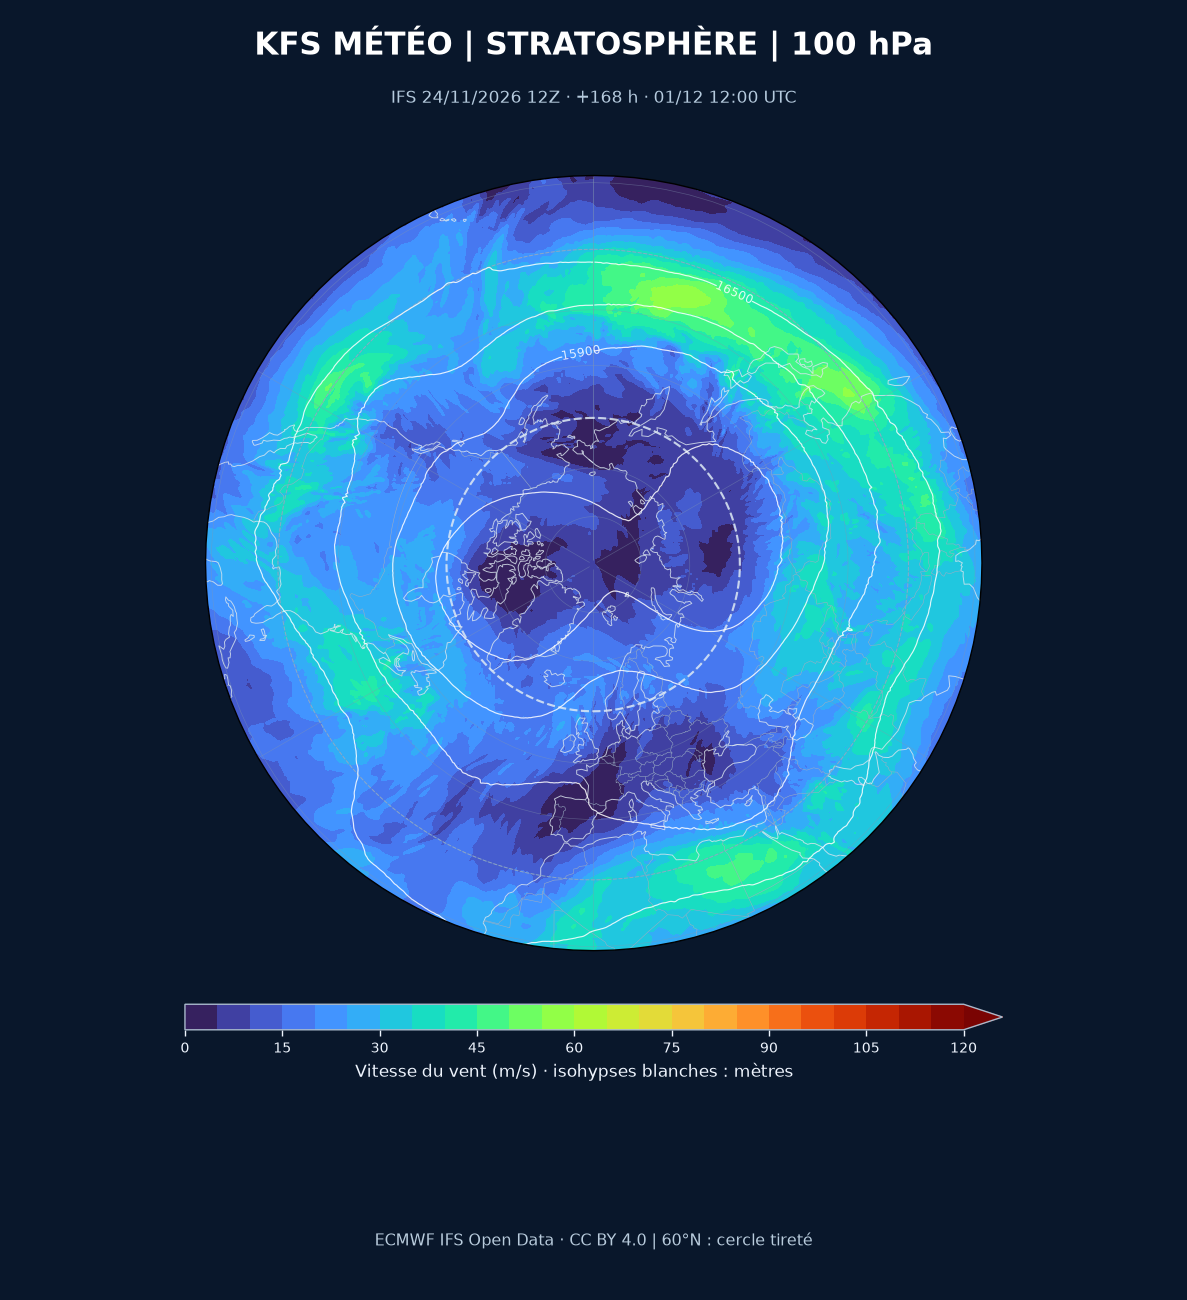 KFS MÉTÉO | STRATOSPHÈRE | 100 hPa
IFS 24/11/2026 12Z · +168 h · 01/12 12:00 UTC
16500
15900
0 15 30 45 60 75 90 105 120
Vitesse du vent (m/s) · isohypses blanches : mètres
ECMWF IFS Open Data · CC BY 4.0 | 60°N : cercle tireté